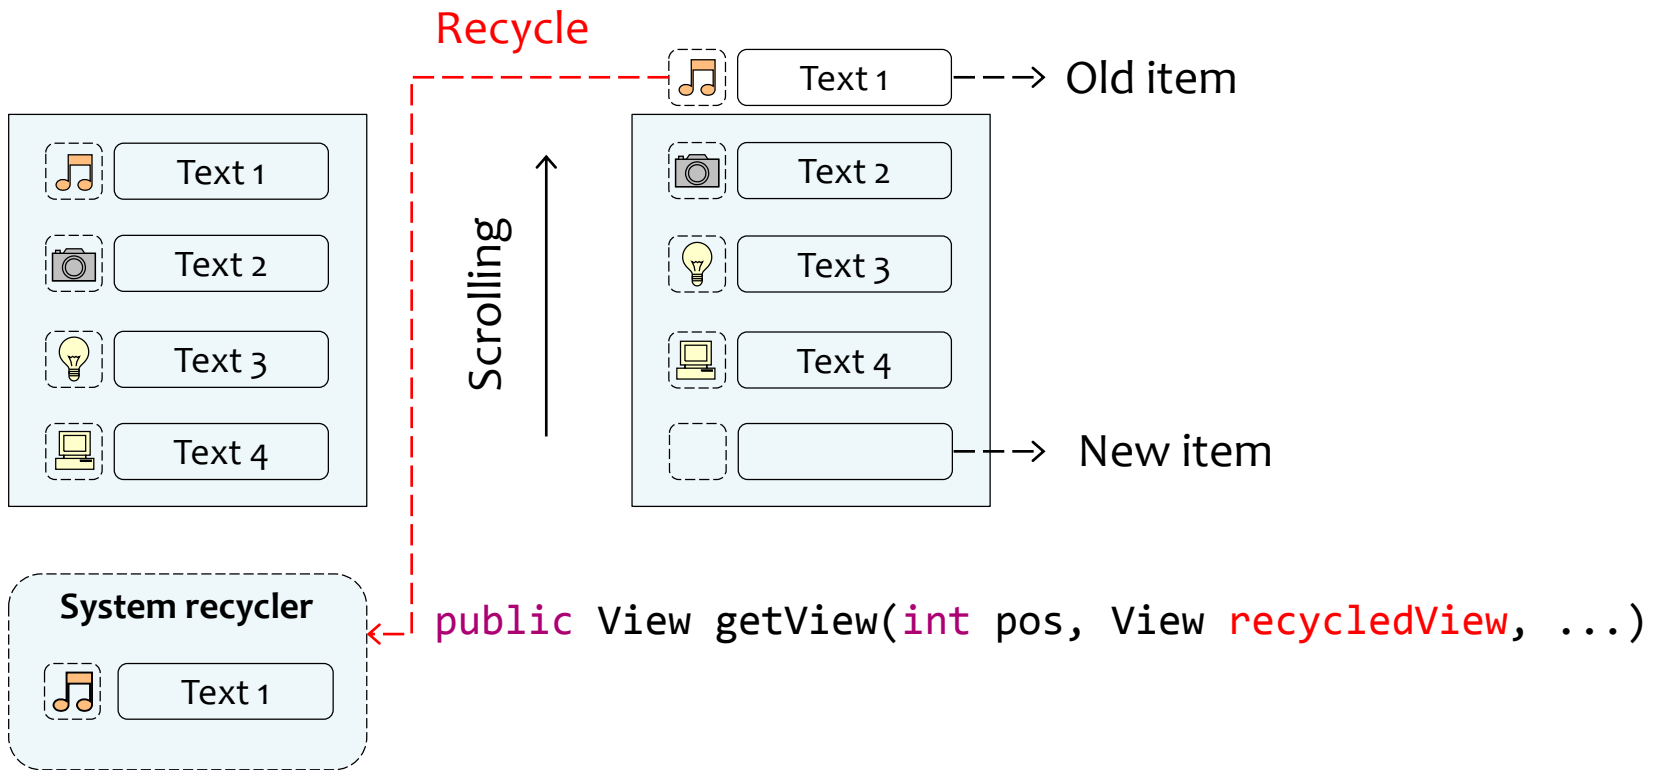 Recycle
Text 1
Old item
Text 1
Text 2
Text 3
Text 4
Scrolling
Text 2
Text 3
Text 4
New item
System recycler
Text 1
public View getView(int pos, View recycledView, ...)